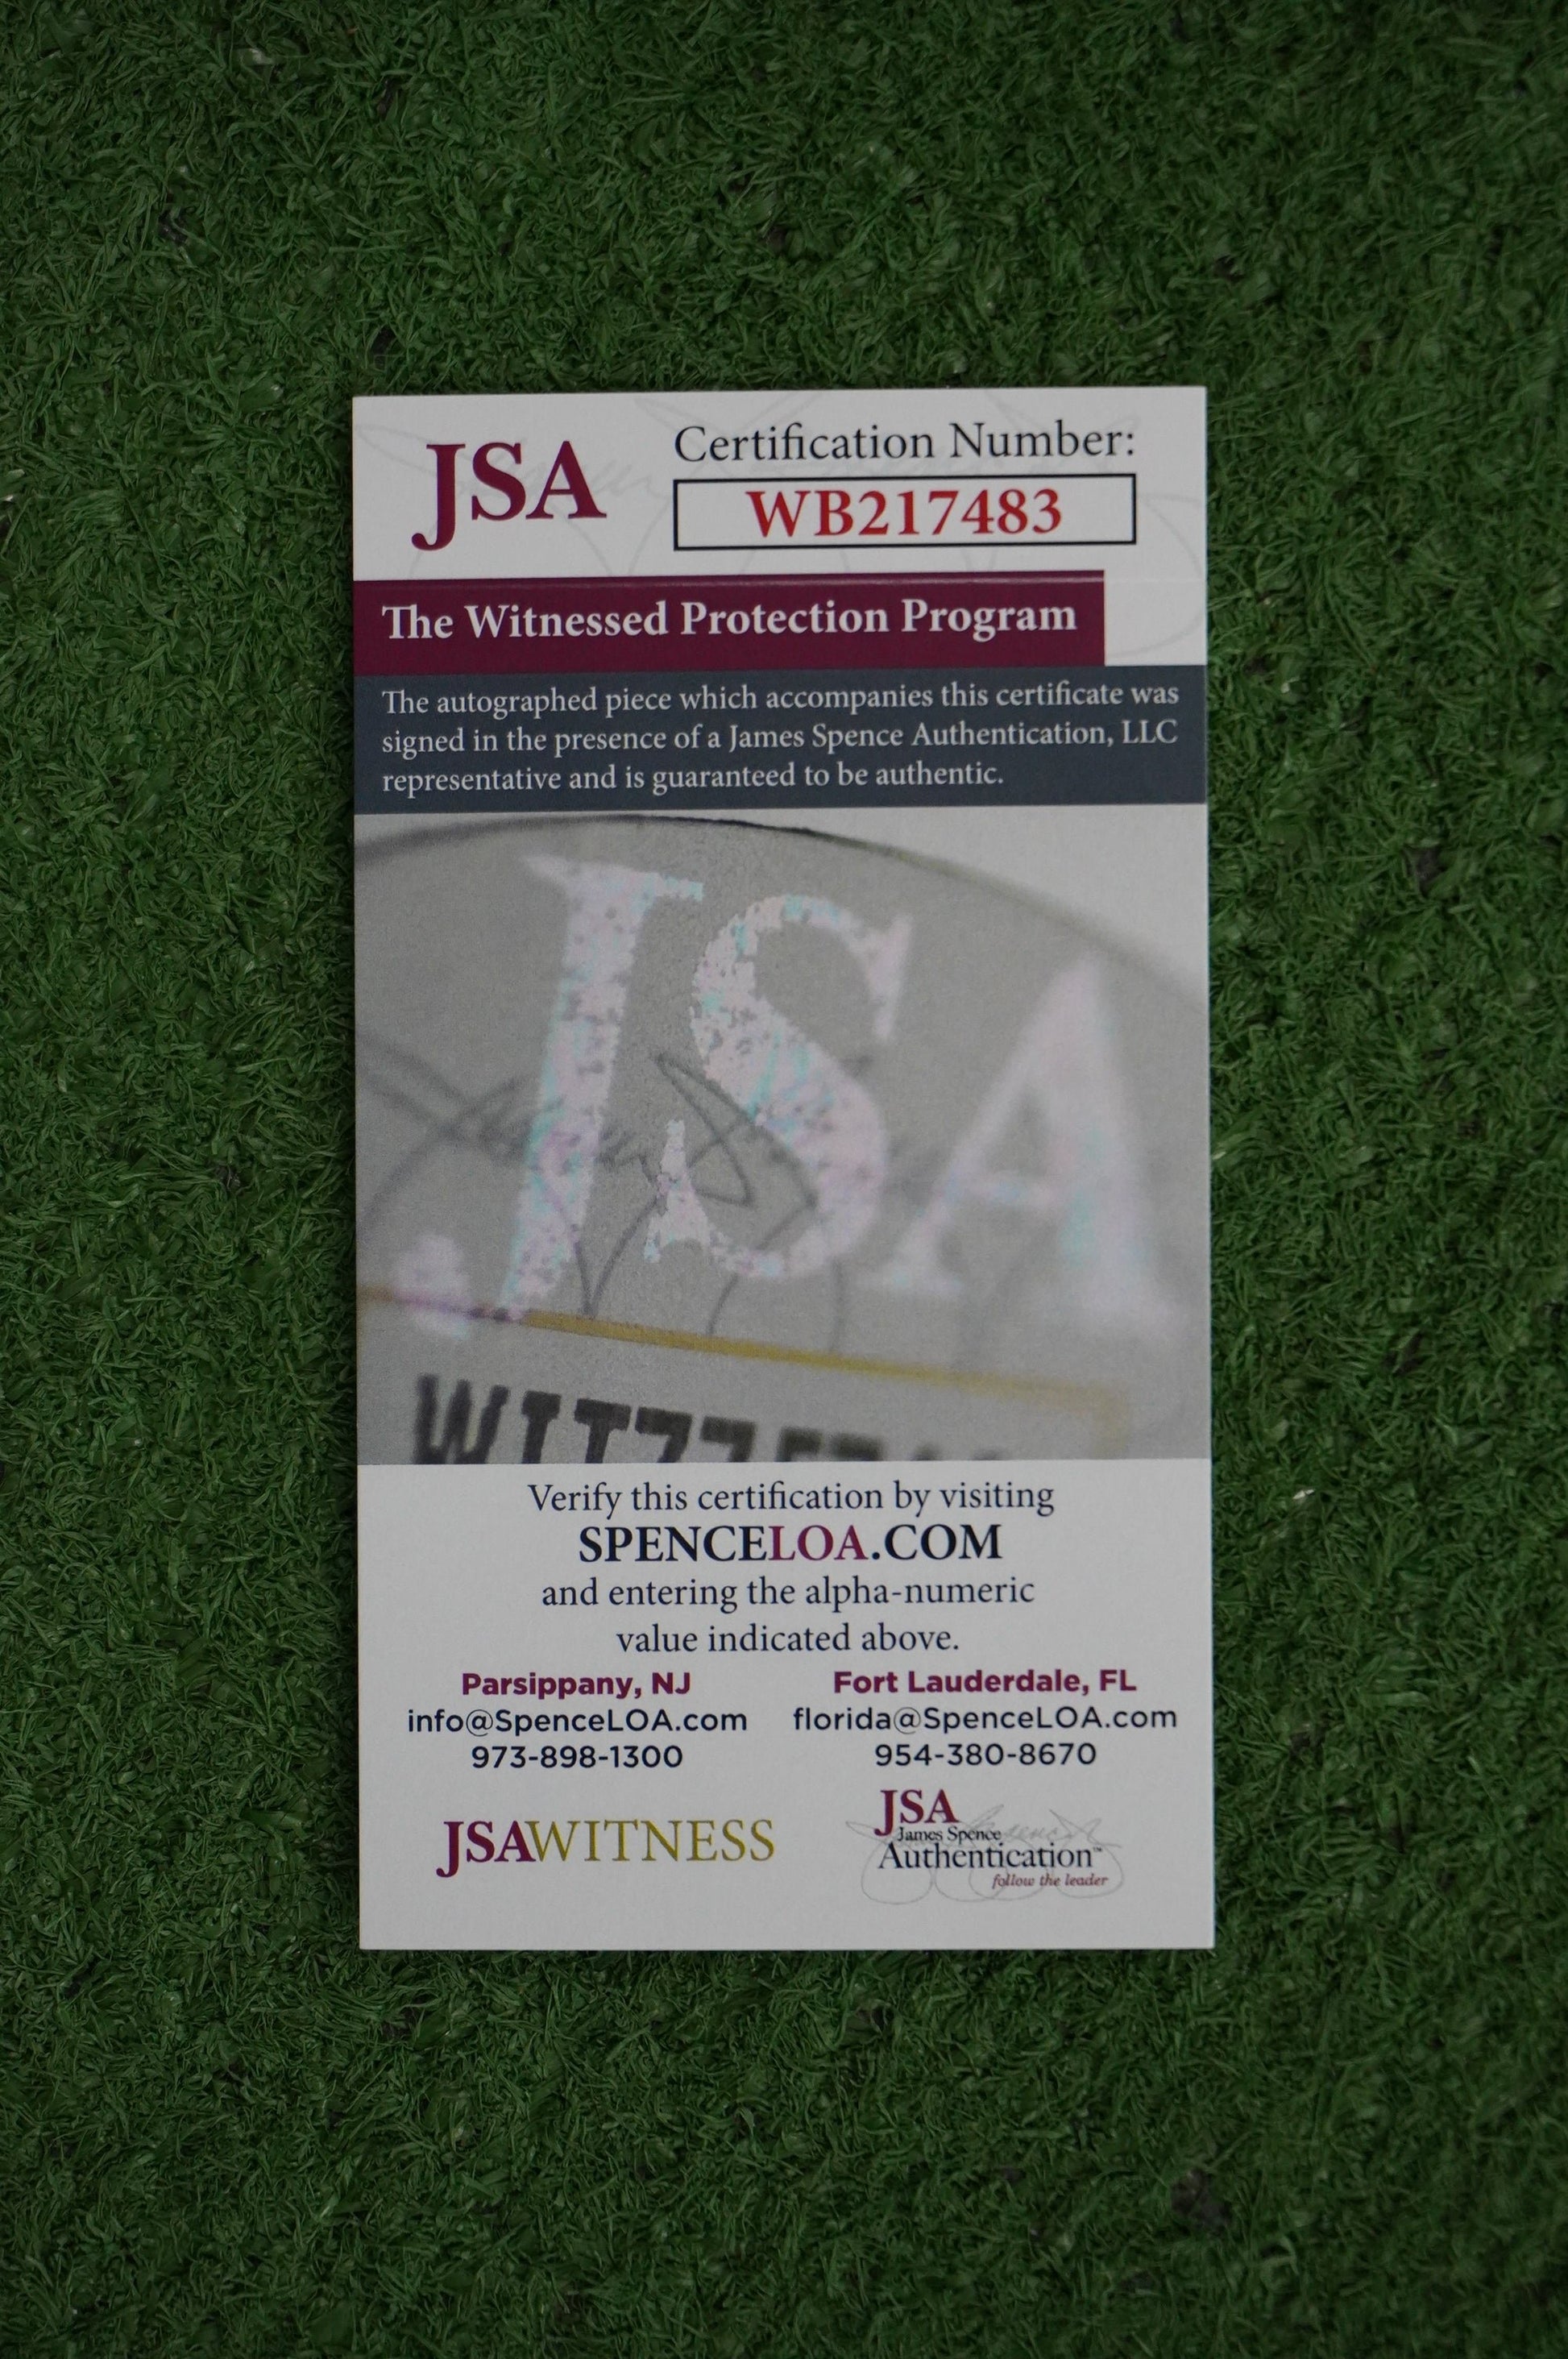 JSA
Certification Number:
WB217483
The Witnessed Protection Program
The autographed piece which accompanies this certificate was
signed in the presence of a James Spence Authentication, LLC
representative and is guaranteed to be authentic.
JSA
Verify this certification by visiting
SPENCELOA.COM
and entering the alpha-numeric
value indicated above.
Parsippany, NJ
info@SpenceLOA.com
973-898-1300
Fort Lauderdale, FL
florida@SpenceLOA.com
954-380-8670
JSAWITNESS
JSA
James Spence
Authentication™
follow the leader